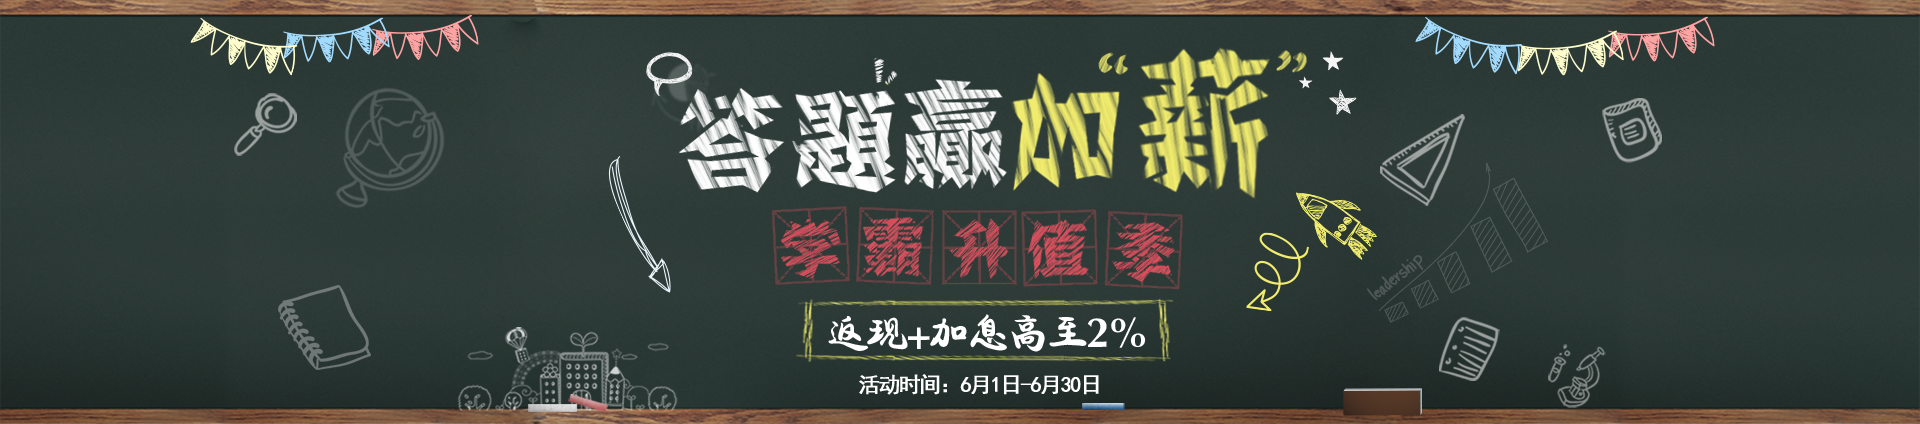 答题赢加“薪”
学霸升值季
返现+加息高至2%
活动时间：6月1日-6月30日
leadership